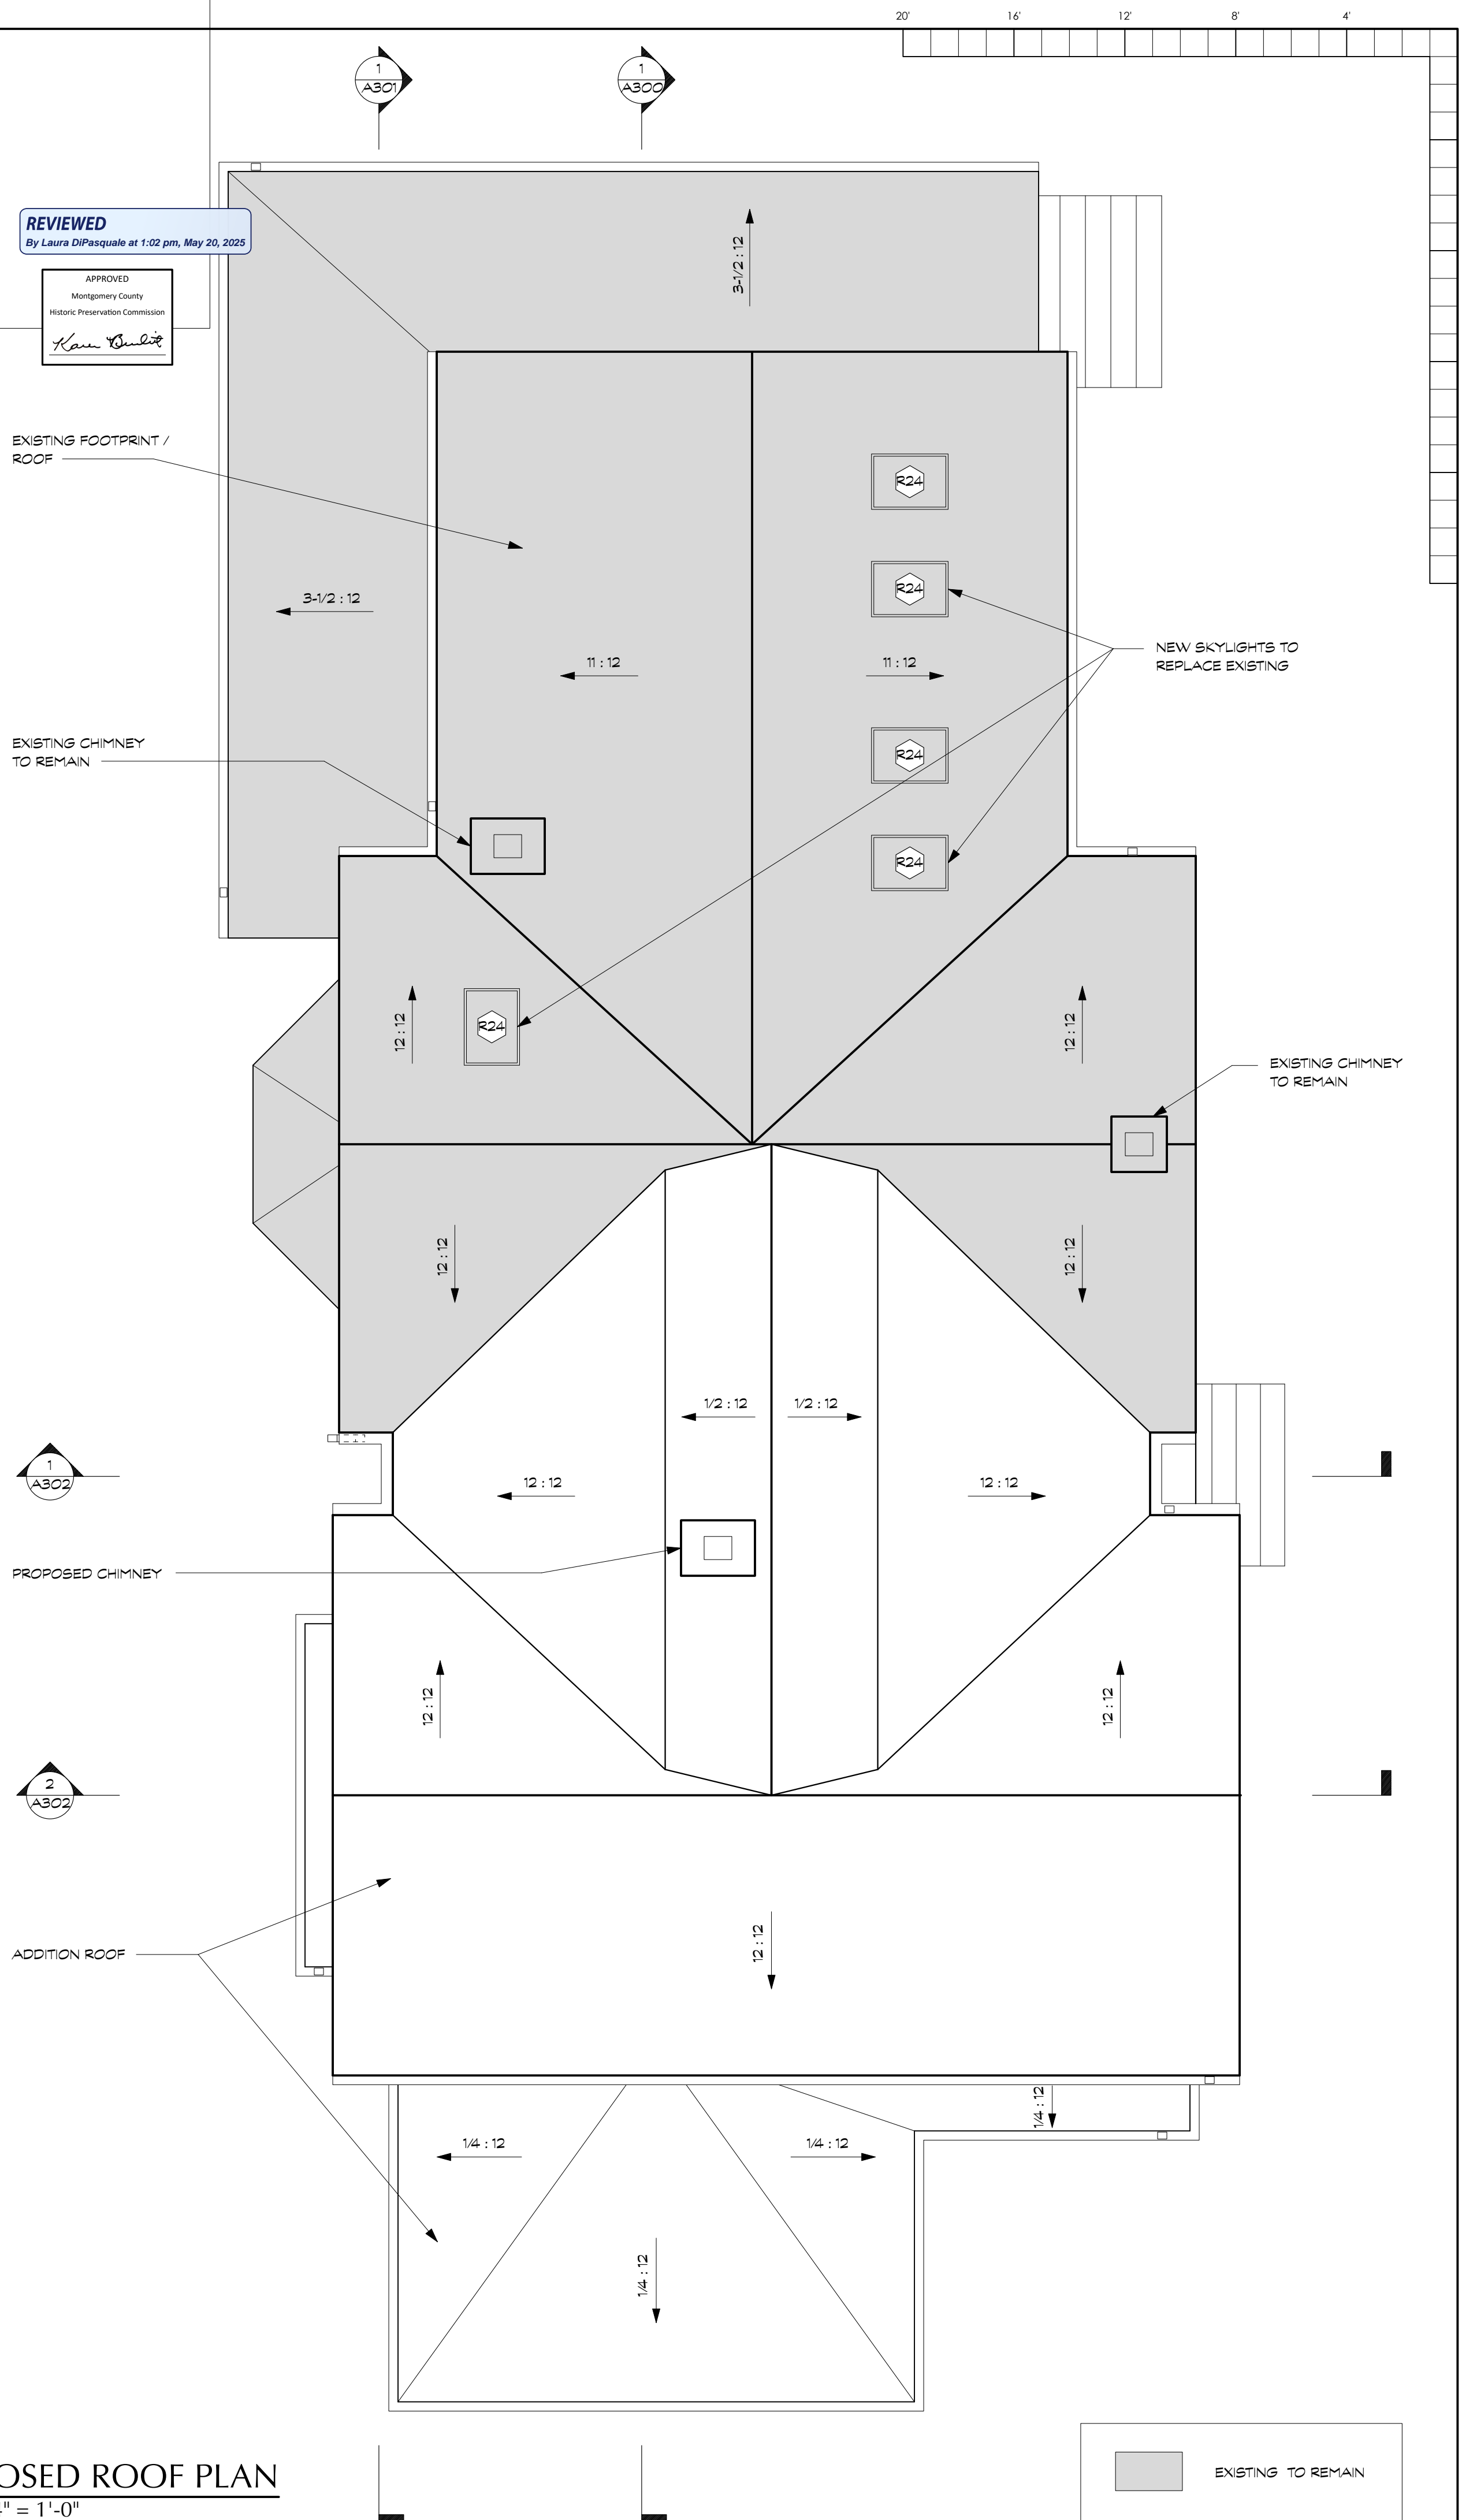 20' 16' 12' 8' 4'
1
A301
1
A300
REVIEWED
By Laura DiPasquale at 1:02 pm, May 20, 2025
APPROVED
Montgomery County
Historic Preservation Commission
3-1/2 : 12
EXISTING FOOTPRINT /
ROOF
R24
R24
3-1/2 : 12
11 : 12
11 : 12
NEW SKYLIGHTS TO
REPLACE EXISTING
EXISTING CHIMNEY
TO REMAIN
R24
R24
12 : 12
R24
12 : 12
EXISTING CHIMNEY
TO REMAIN
12 : 12
12 : 12
1/2 : 12
1/2 : 12
1
A302
12 : 12
12 : 12
PROPOSED CHIMNEY
12 : 12
12 : 12
2
A302
ADDITION ROOF
12 : 12
1/4 : 12
1/4 : 12
1/4 : 12
1/4 : 12
OSED ROOF PLAN
" = 1'-0"
EXISTING TO REMAIN